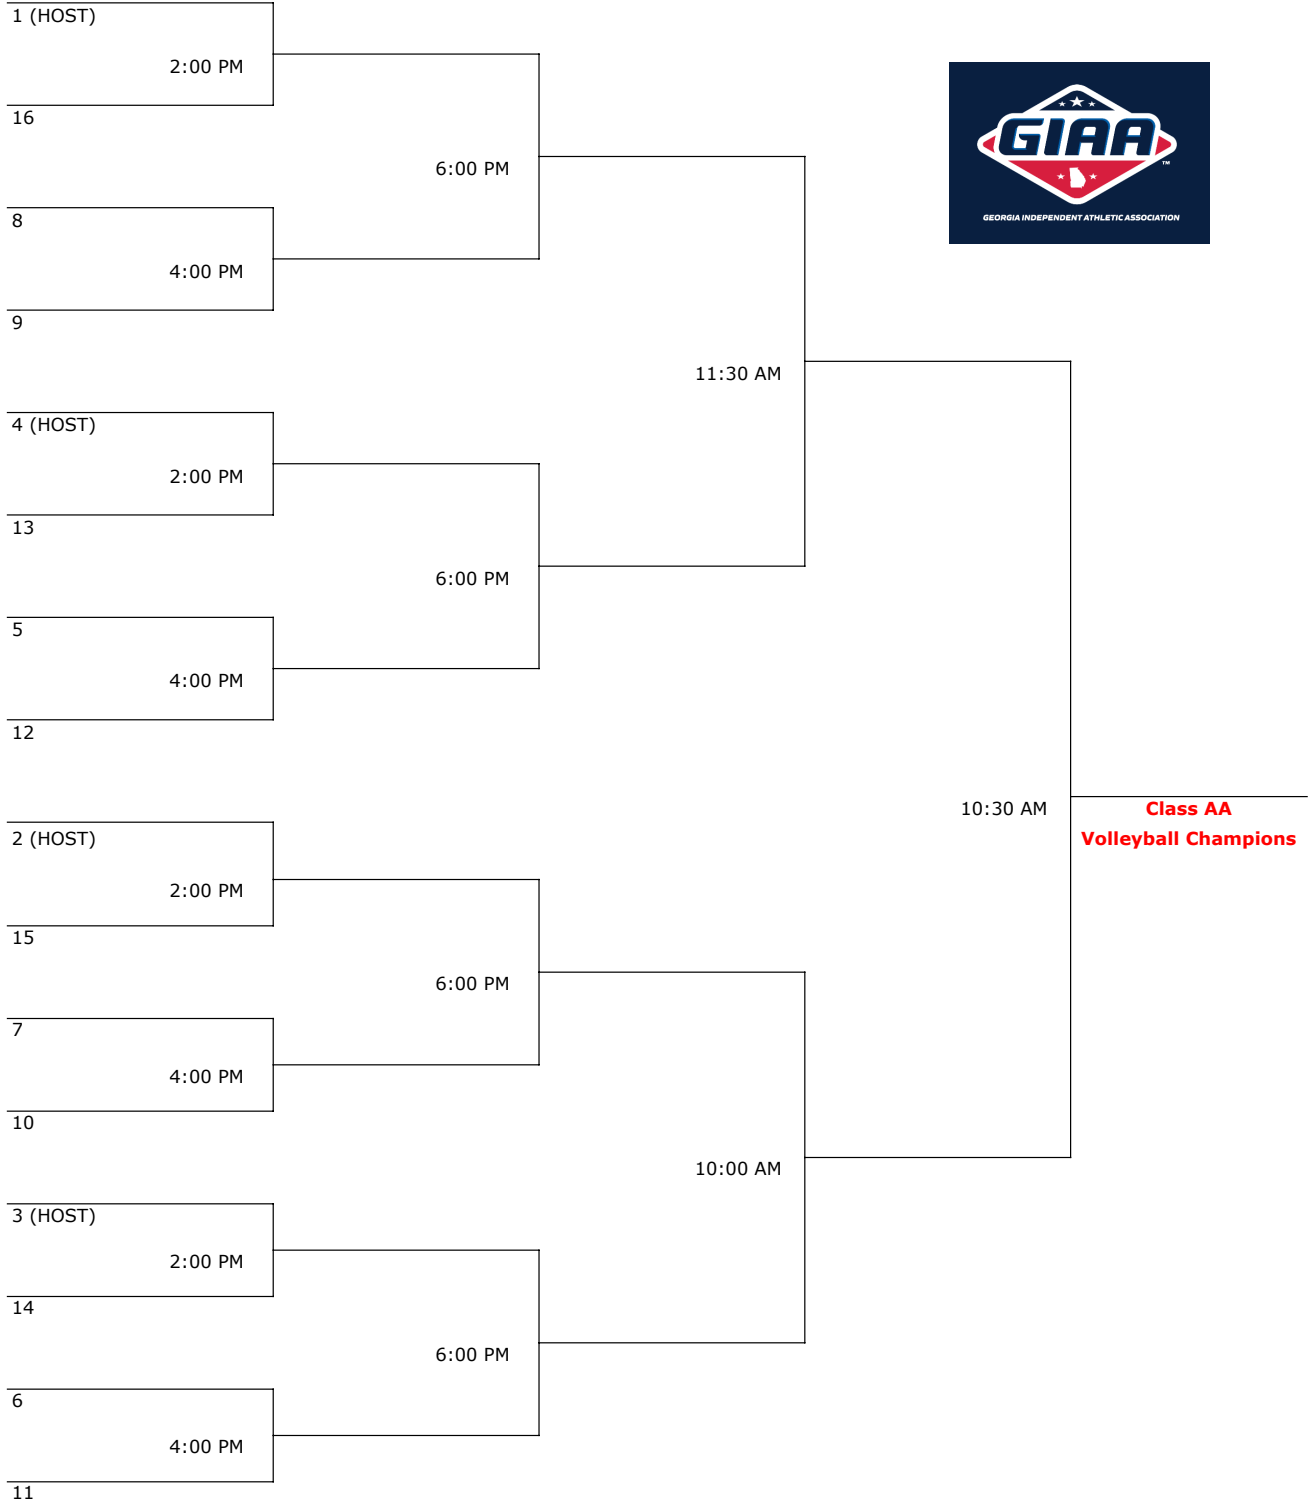 1 (HOST)
2:00 PM
16
6:00 PM
8
4:00 PM
9
11:30 AM
4 (HOST)
2:00 PM
13
6:00 PM
5
4:00 PM
12
10:30 AM
Class AA
Volleyball Champions
2 (HOST)
2:00 PM
15
6:00 PM
7
4:00 PM
10
10:00 AM
3 (HOST)
2:00 PM
14
6:00 PM
6
4:00 PM
11
GIAA
TM
GEORGIA INDEPENDENT ATHLETIC ASSOCIATION